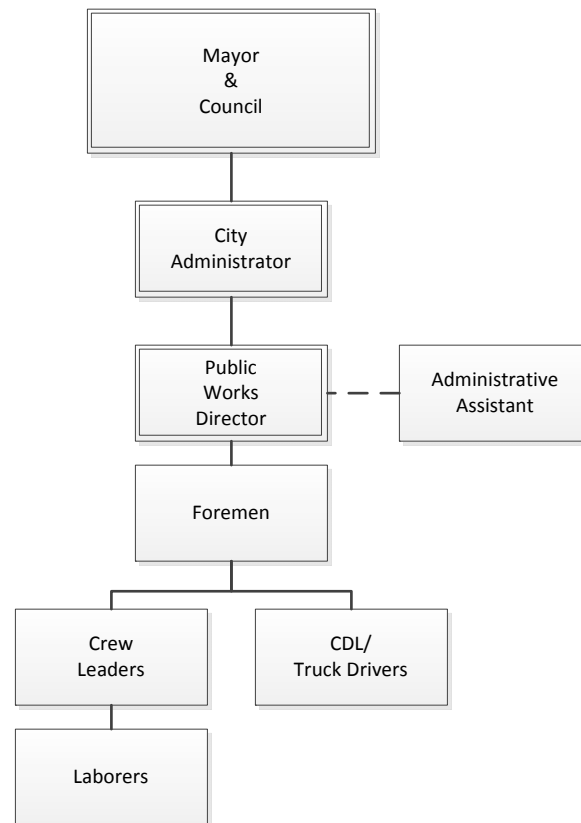 Mayor
&
Council
City
Administrator
Public
Works
Director
Administrative
Assistant
Foremen
Crew
Leaders
CDL/
Truck Drivers
Laborers